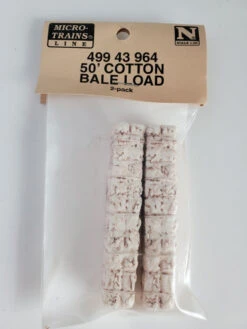 MICRO-
TRAINS®
LINE
N
SCALE 1:160
499 43 964
50' COTTON
BALE LOAD
2-pack